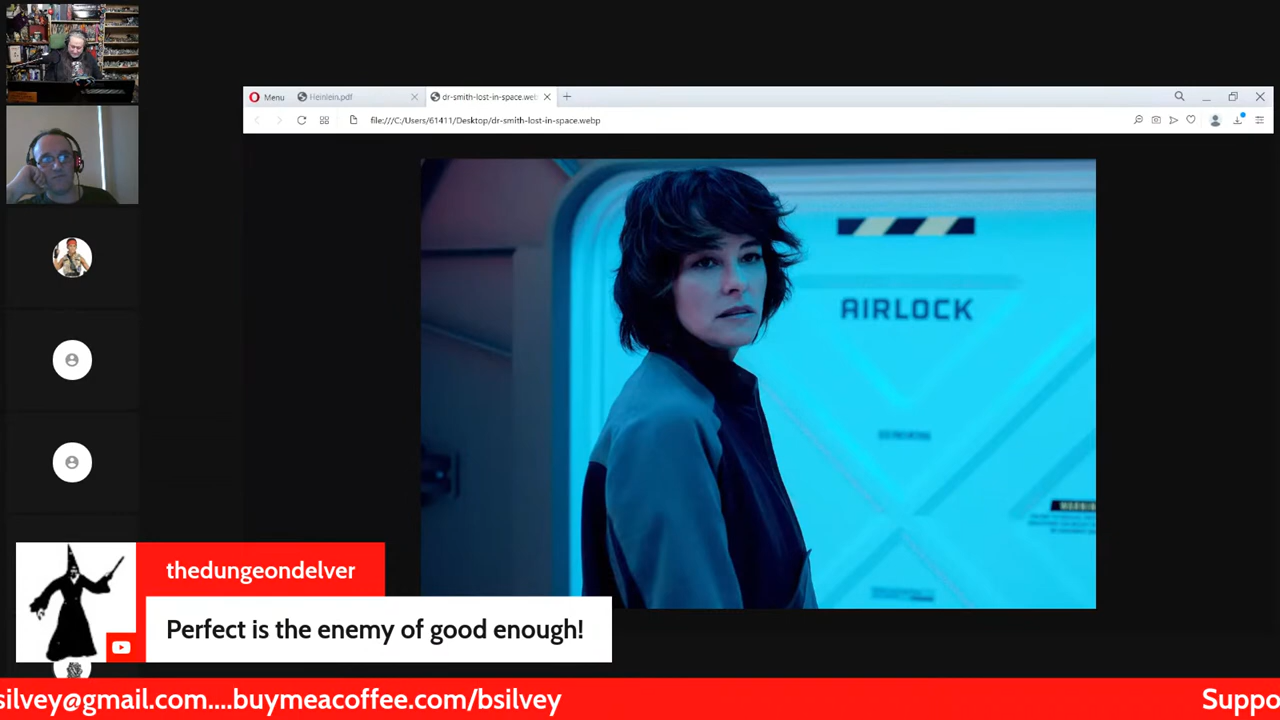 Menu
Heinlein.pdf
dr-smith-lost-in-space.web
file:///C:/Users/61411/Desktop/dr-smith-lost-in-space.webp
AIRLOCK
thedungeondelver
Perfect is the enemy of good enough!
silvey@gmail.com....buymeacoffee.com/bsilvey
Suppo